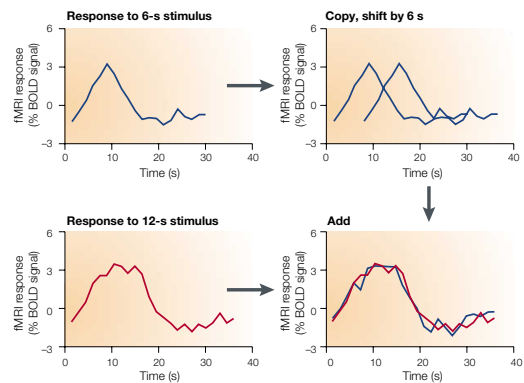 Response to 6-s stimulus
fMRI response
(% BOLD signal)
6
3
0
–3
0
10
20
30
40
Time (s)
Copy, shift by 6 s
fMRI response
(% BOLD signal)
6
3
0
–3
0
10
20
30
40
Time (s)
Response to 12-s stimulus
fMRI response
(% BOLD signal)
6
3
0
–3
0
10
20
30
40
Time (s)
Add
fMRI response
(% BOLD signal)
6
3
0
–3
0
10
20
30
40
Time (s)